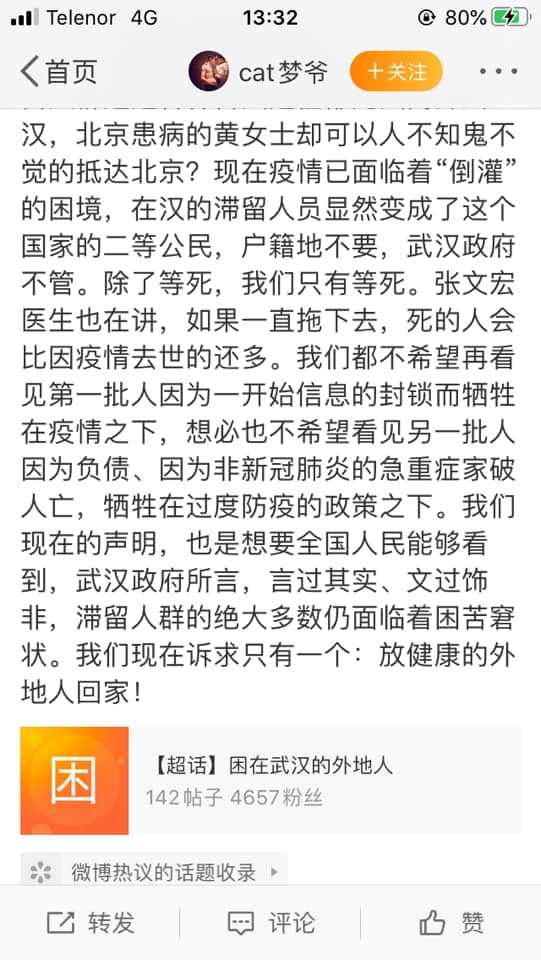 Telenor 4G 13:32 80%
首页 cat梦爷 +关注
汉，北京患病的黄女士却可以人不知鬼不
觉的抵达北京？现在疫情已面临着“倒灌”
的困境，在汉的滞留人员显然变成了这个
国家的二等公民，户籍地不要，武汉政府
不管。除了等死，我们只有等死。张文宏
医生也在讲，如果一直拖下去，死的人会
比因疫情去世的还多。我们都不希望再看
见第一批人因为一开始信息的封锁而牺牲
在疫情之下，想必也不希望看见另一批人
因为负债、因为非新冠肺炎的急重症家破
人亡，牺牲在过度防疫的政策之下。我们
现在的声明，也是想要全国人民能够看
到，武汉政府所言，言过其实、文过饰
非，滞留人群的绝大多数仍面临着困苦窘
状。我们现在诉求只有一个：放健康的外
地人回家！
困
【超话】困在武汉的外地人
142帖子 4657粉丝
微博热议的话题收录
转发 评论 赞